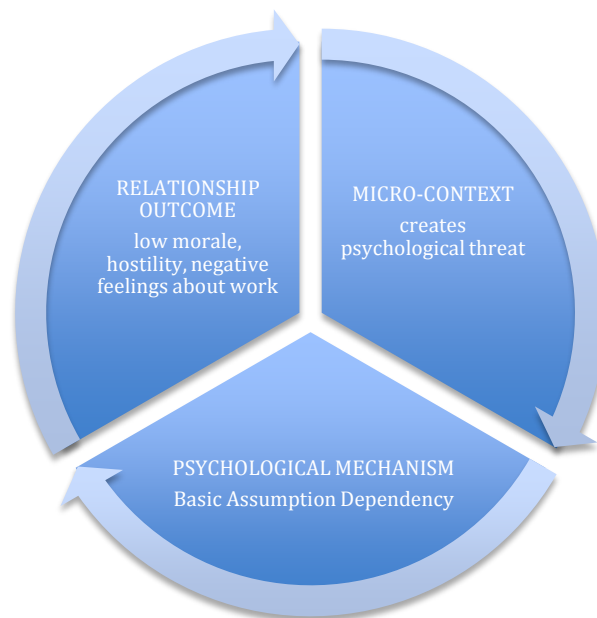 RELATIONSHIP
OUTCOME
low morale,
hostility, negative
feelings about work
MICRO-CONTEXT
creates
psychological threat
PSYCHOLOGICAL MECHANISM
Basic Assumption Dependency